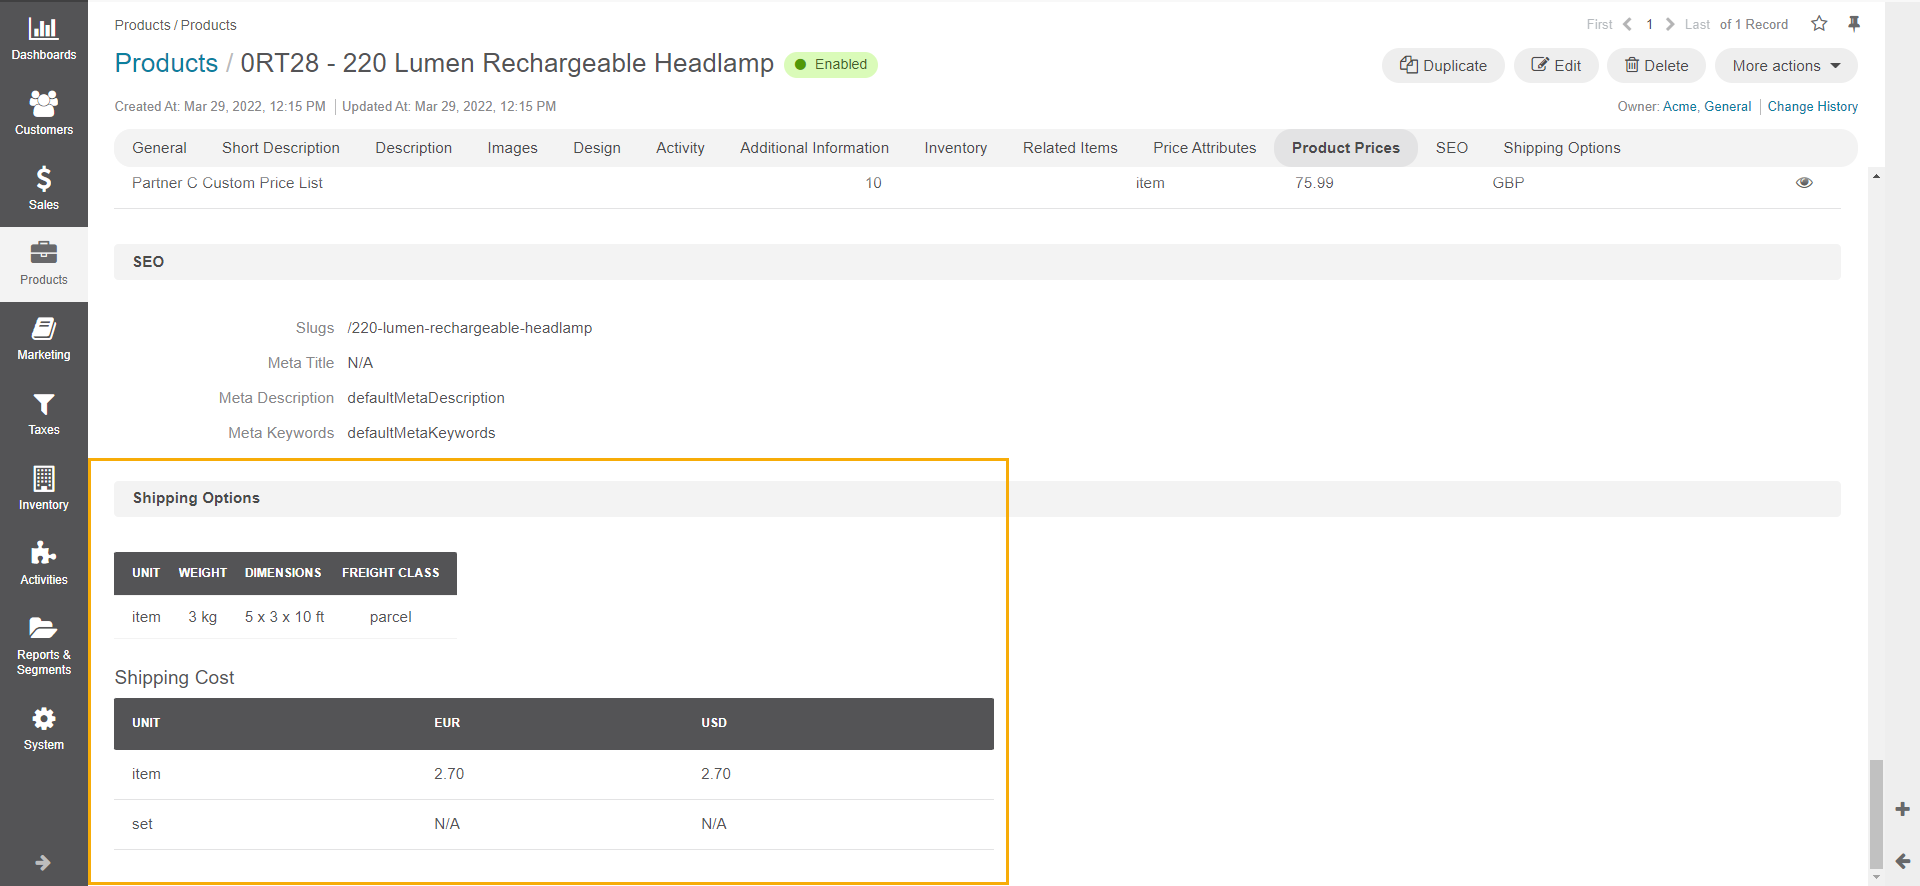 Dashboards
Customers
Sales
Products
Marketing
Taxes
Inventory
Activities
Reports &
Segments
System
Products / Products
First 1 Last of 1 Record
Products / 0RT28 - 220 Lumen Rechargeable Headlamp Enabled
Duplicate Edit Delete More actions
Created At: Mar 29, 2022, 12:15 PM Updated At: Mar 29, 2022, 12:15 PM
Owner: Acme, General Change History
General Short Description Description Images Design Activity Additional Information Inventory Related Items Price Attributes Product Prices SEO Shipping Options
Partner C Custom Price List 10 item 75.99 GBP
SEO
Slugs /220-lumen-rechargeable-headlamp
Meta Title N/A
Meta Description defaultMetaDescription
Meta Keywords defaultMetaKeywords
Shipping Options
UNIT WEIGHT DIMENSIONS FREIGHT CLASS
item 3 kg 5 x 3 x 10 ft parcel
Shipping Cost
UNIT EUR USD
item 2.70 2.70
set N/A N/A